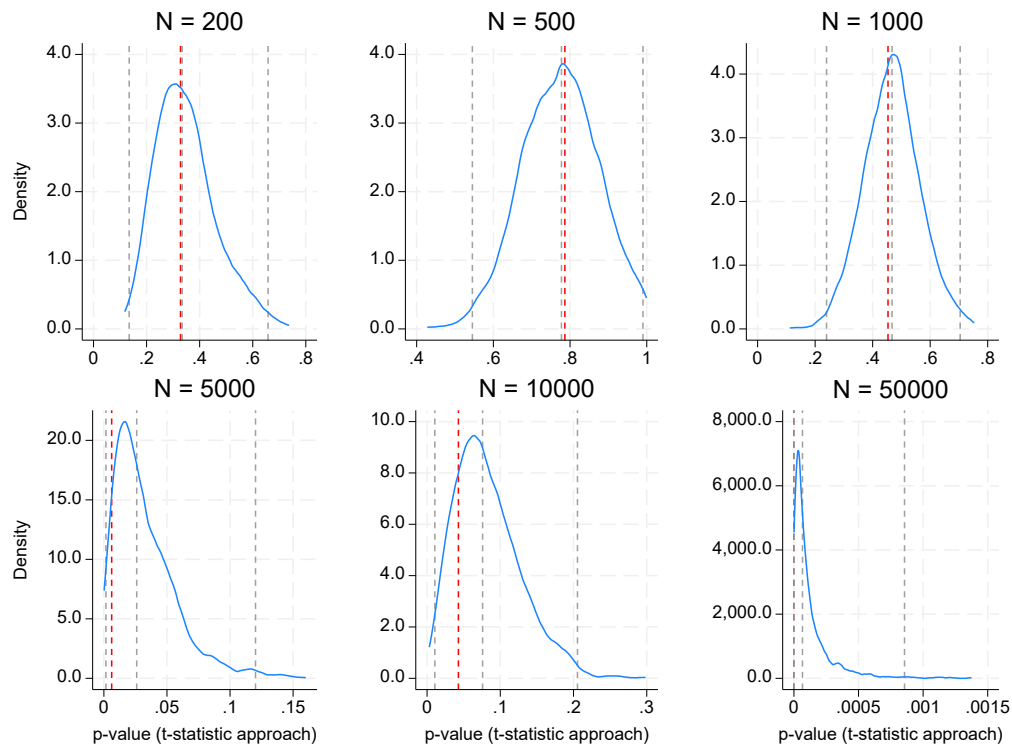 N = 200
N = 500
N = 1000
Density
4.0
3.0
2.0
1.0
0.0
0 .2 .4 .6 .8
4.0
3.0
2.0
1.0
0.0
.4 .6 .8 1
4.0
3.0
2.0
1.0
0.0
0 .2 .4 .6 .8
N = 5000
N = 10000
N = 50000
Density
20.0
15.0
10.0
5.0
0.0
0 .05 .1 .15
p-value (t-statistic approach)
10.0
8.0
6.0
4.0
2.0
0.0
0 .1 .2 .3
p-value (t-statistic approach)
8,000.0
6,000.0
4,000.0
2,000.0
0.0
0 .0005 .001 .0015
p-value (t-statistic approach)